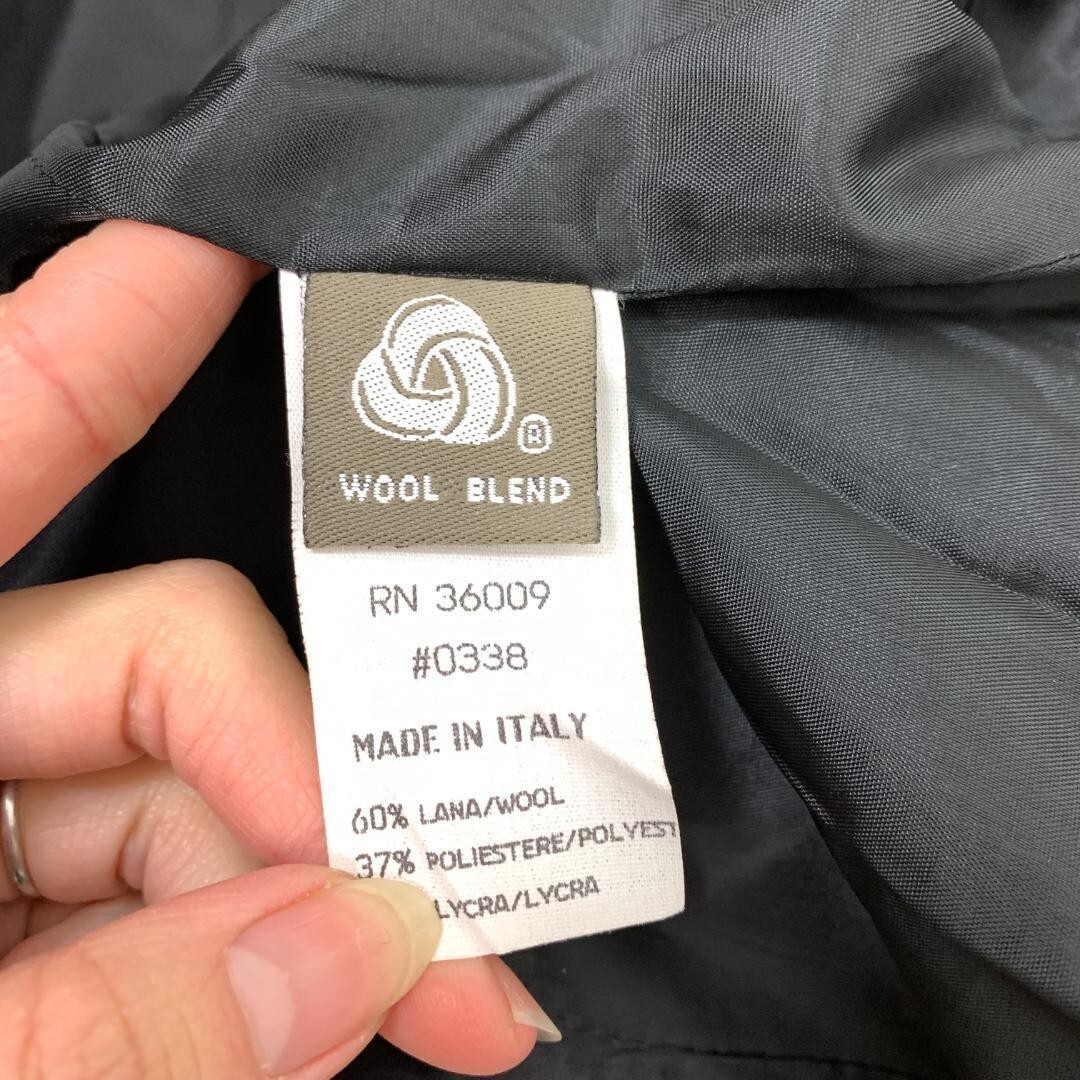 ®
WOOL BLEND
RN 36009
#0338
MADE IN ITALY
60% LANA/WOOL
37% POLIESTERE/POLYEST
LYCRA/LYCRA